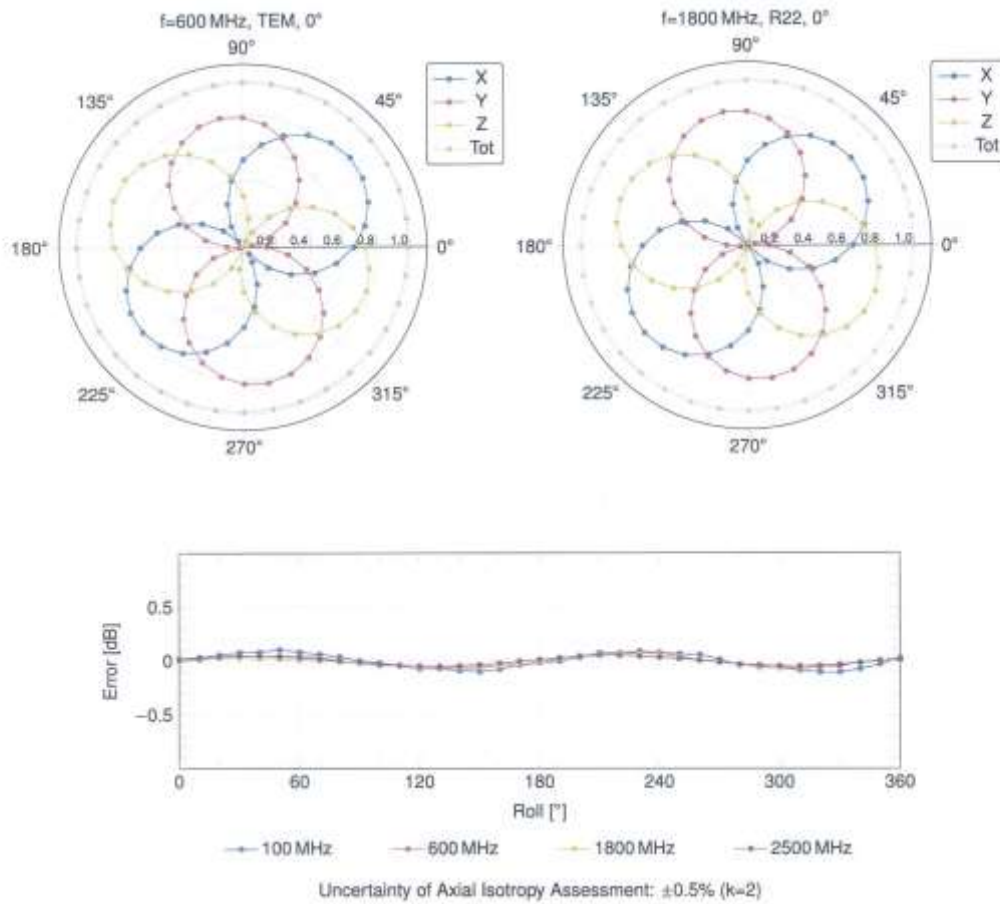 f=600 MHz, TEM, 0°
f=1800 MHz, R22, 0°
90°
90°
135°
45°
135°
45°
X
Y
Z
Tot
X
Y
Z
Tot
180°
0.2 0.4 0.6 0.8 1.0
0°
180°
0.2 0.4 0.6 0.8 1.0
0°
225°
315°
225°
315°
270°
270°
Error [dB]
0.5
0
−0.5
0 60 120 180 240 300 360
Roll [°]
100 MHz 600 MHz 1800 MHz 2500 MHz
Uncertainty of Axial Isotropy Assessment: ±0.5% (k=2)